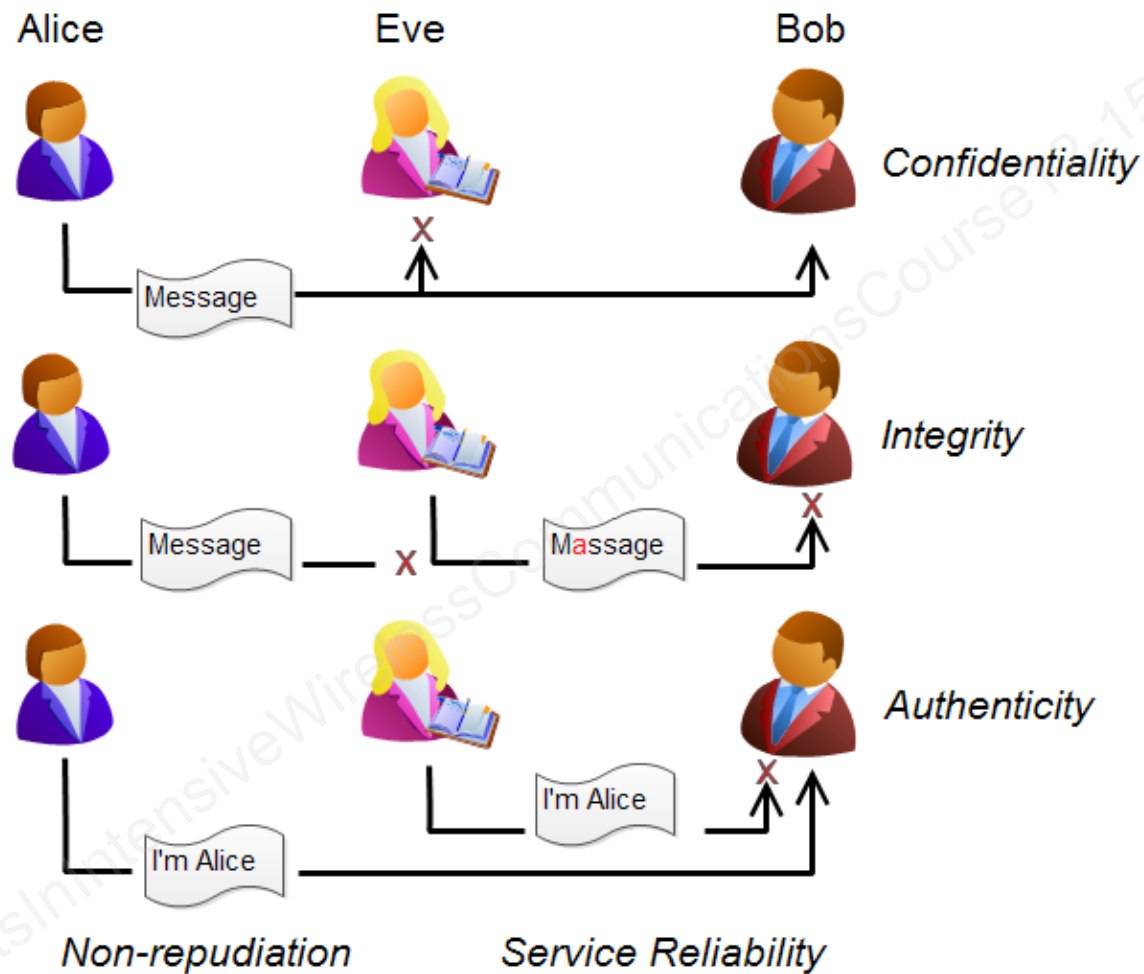 Alice Eve Bob
Confidentiality
Message
Integrity
Message
Massage
Authenticity
I'm Alice
I'm Alice
Non-repudiation Service Reliability